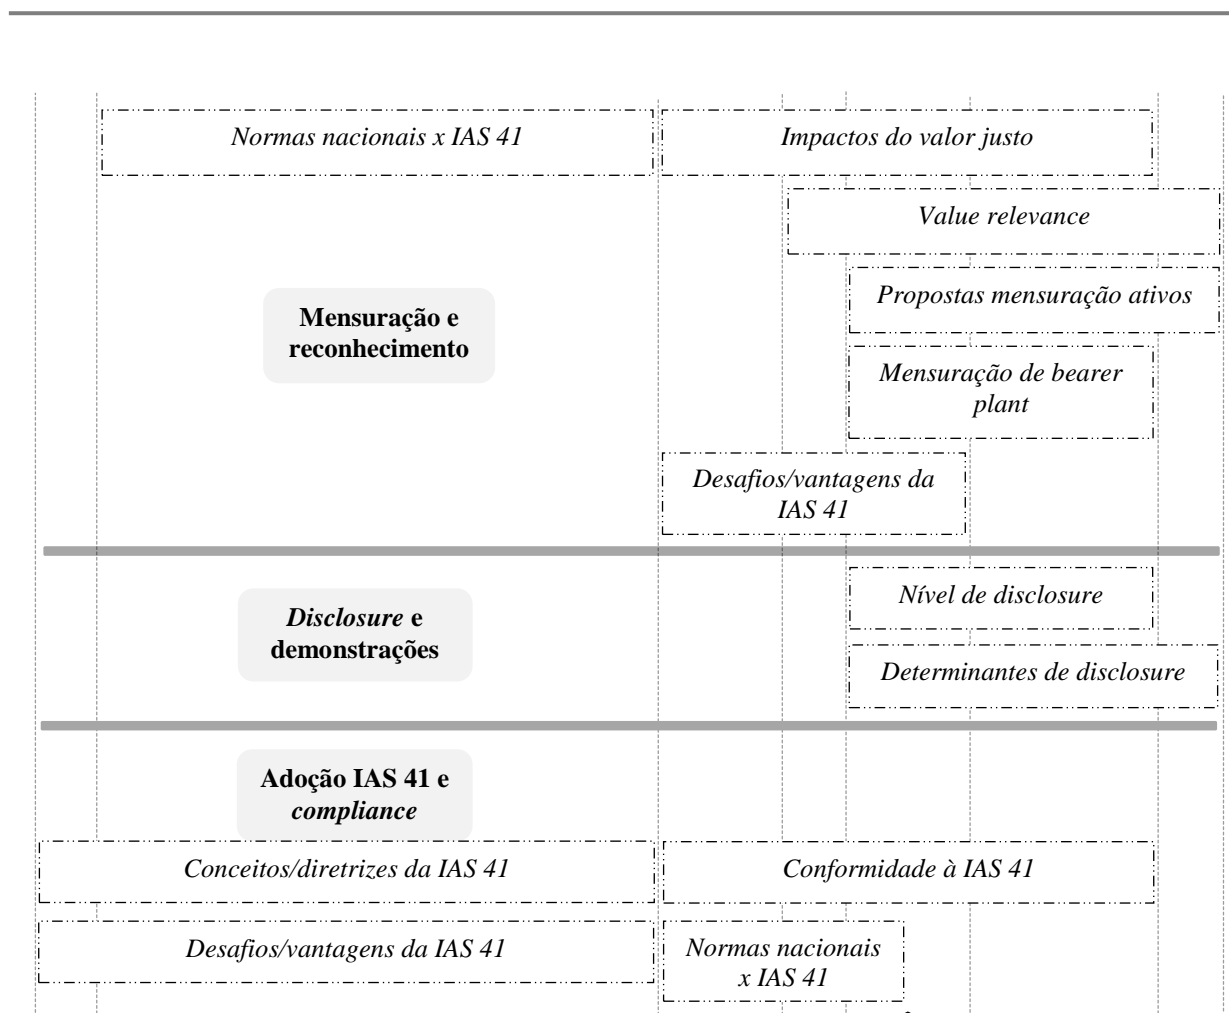 Normas nacionais x IAS 41
Impactos do valor justo
Value relevance
Propostas mensuração ativos
Mensuração e
reconhecimento
Mensuração de bearer
plant
Desafios/vantagens da
IAS 41
Nível de disclosure
Disclosure e
demonstrações
Determinantes de disclosure
Adoção IAS 41 e
compliance
Conceitos/diretrizes da IAS 41
Conformidade à IAS 41
Desafios/vantagens da IAS 41
Normas nacionais
x IAS 41